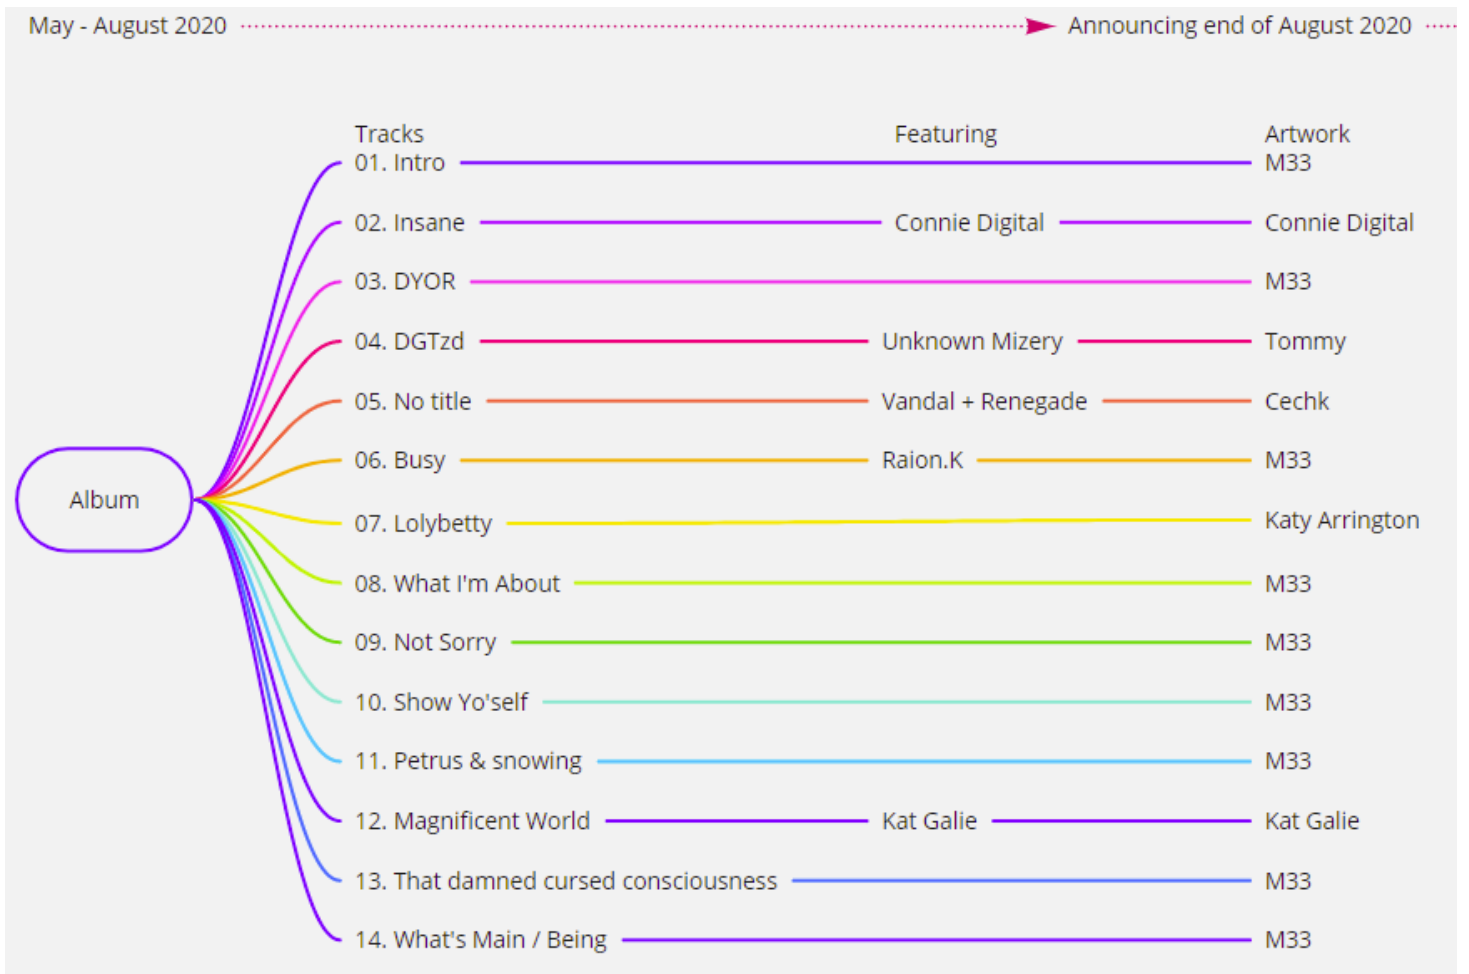 May - August 2020 Announcing end of August 2020
Tracks Featuring Artwork
01. Intro M33
02. Insane Connie Digital Connie Digital
03. DYOR M33
04. DGTzd Unknown Mizery Tommy
05. No title Vandal + Renegade Cechk
06. Busy Raion.K M33
Album
07. Lolybetty Katy Arrington
08. What I'm About M33
09. Not Sorry M33
10. Show Yo'self M33
11. Petrus & snowing M33
12. Magnificent World Kat Galie Kat Galie
13. That damned cursed consciousness M33
14. What's Main / Being M33